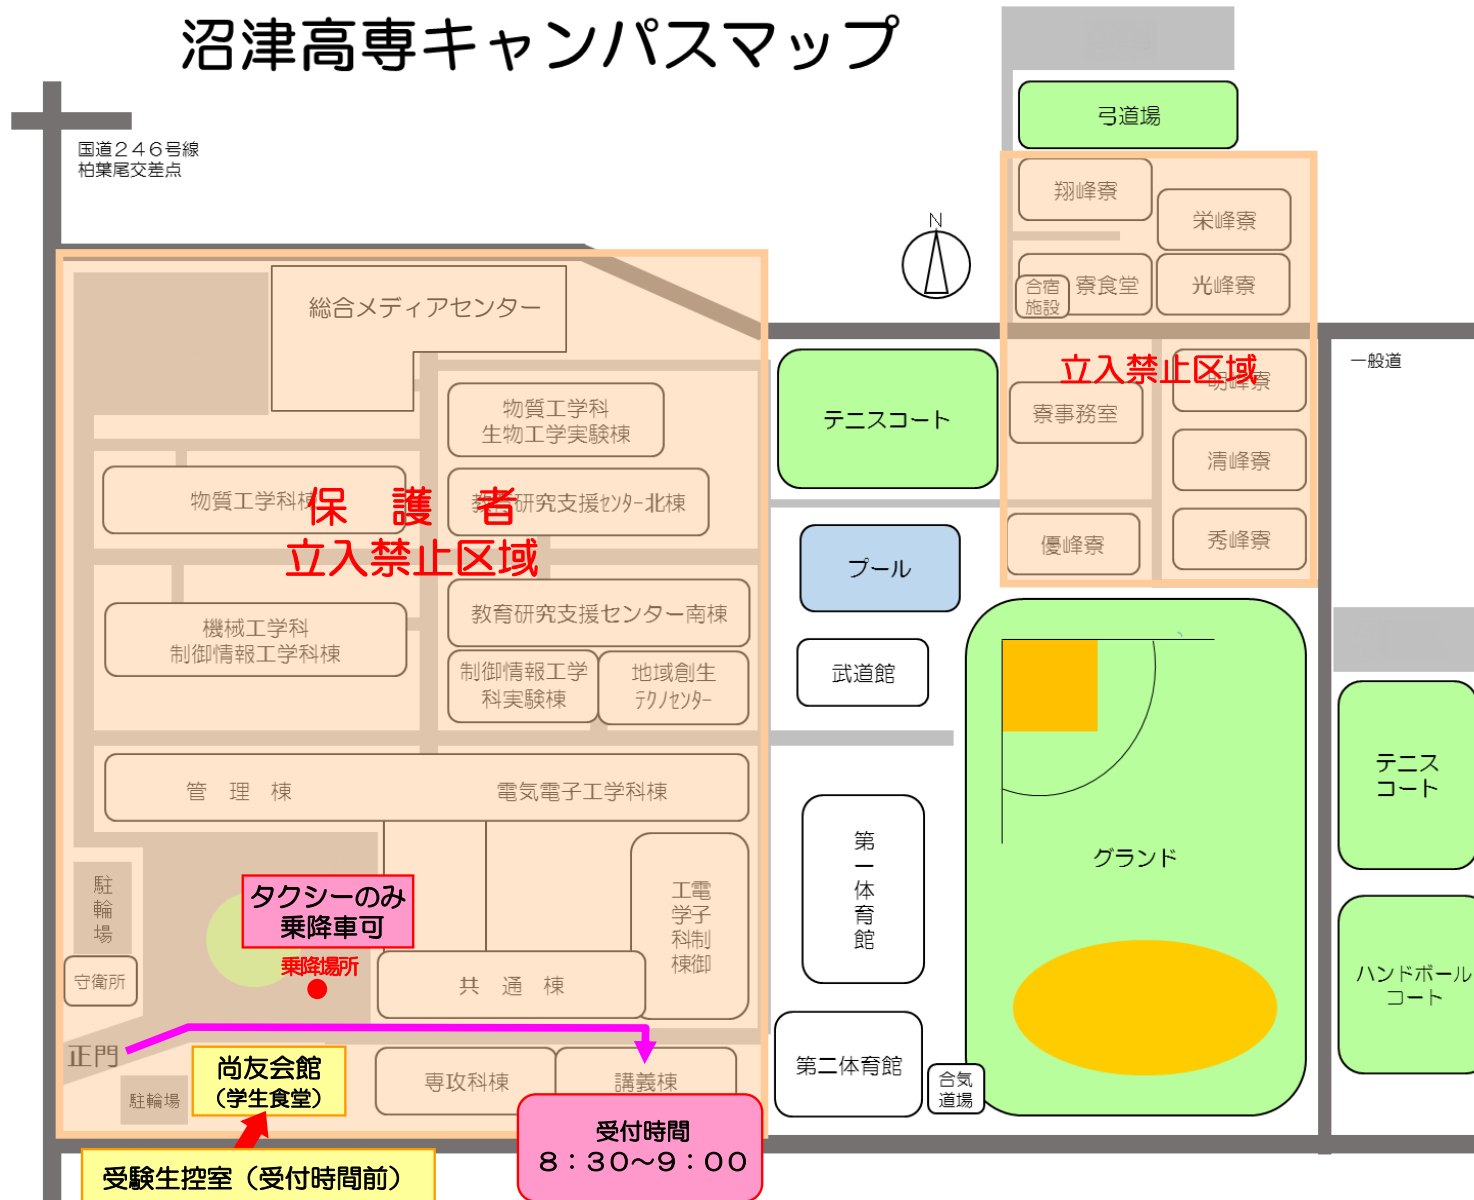 沼津高専キャンパスマップ
国道２４６号線
柏葉尾交差点
弓道場
翔峰寮
栄峰寮
N
合宿
施設
寮食堂
光峰寮
総合メディアセンター
立入禁止区域
明峰寮
一般道
寮事務室
テニスコート
物質工学科
生物工学実験棟
清峰寮
物質工学科棟
保　護　者
立入禁止区域
教育研究支援ｾﾝﾀｰ北棟
優峰寮
秀峰寮
プール
機械工学科
制御情報工学科棟
教育研究支援センター南棟
制御情報工学
科実験棟
地域創生
ﾃｸﾉｾﾝﾀｰ
武道館
管　理　棟
電気電子工学科棟
テニス
コート
第一体育館
グランド
駐輪場
タクシーのみ
乗降車可
電子制御
工学科棟
乗降場所
守衛所
共　通　棟
ハンドボール
コート
正門
尚友会館
（学生食堂）
専攻科棟
講義棟
第二体育館
合気
道場
駐輪場
受付時間
８：３０～９：００
受験生控室（受付時間前）